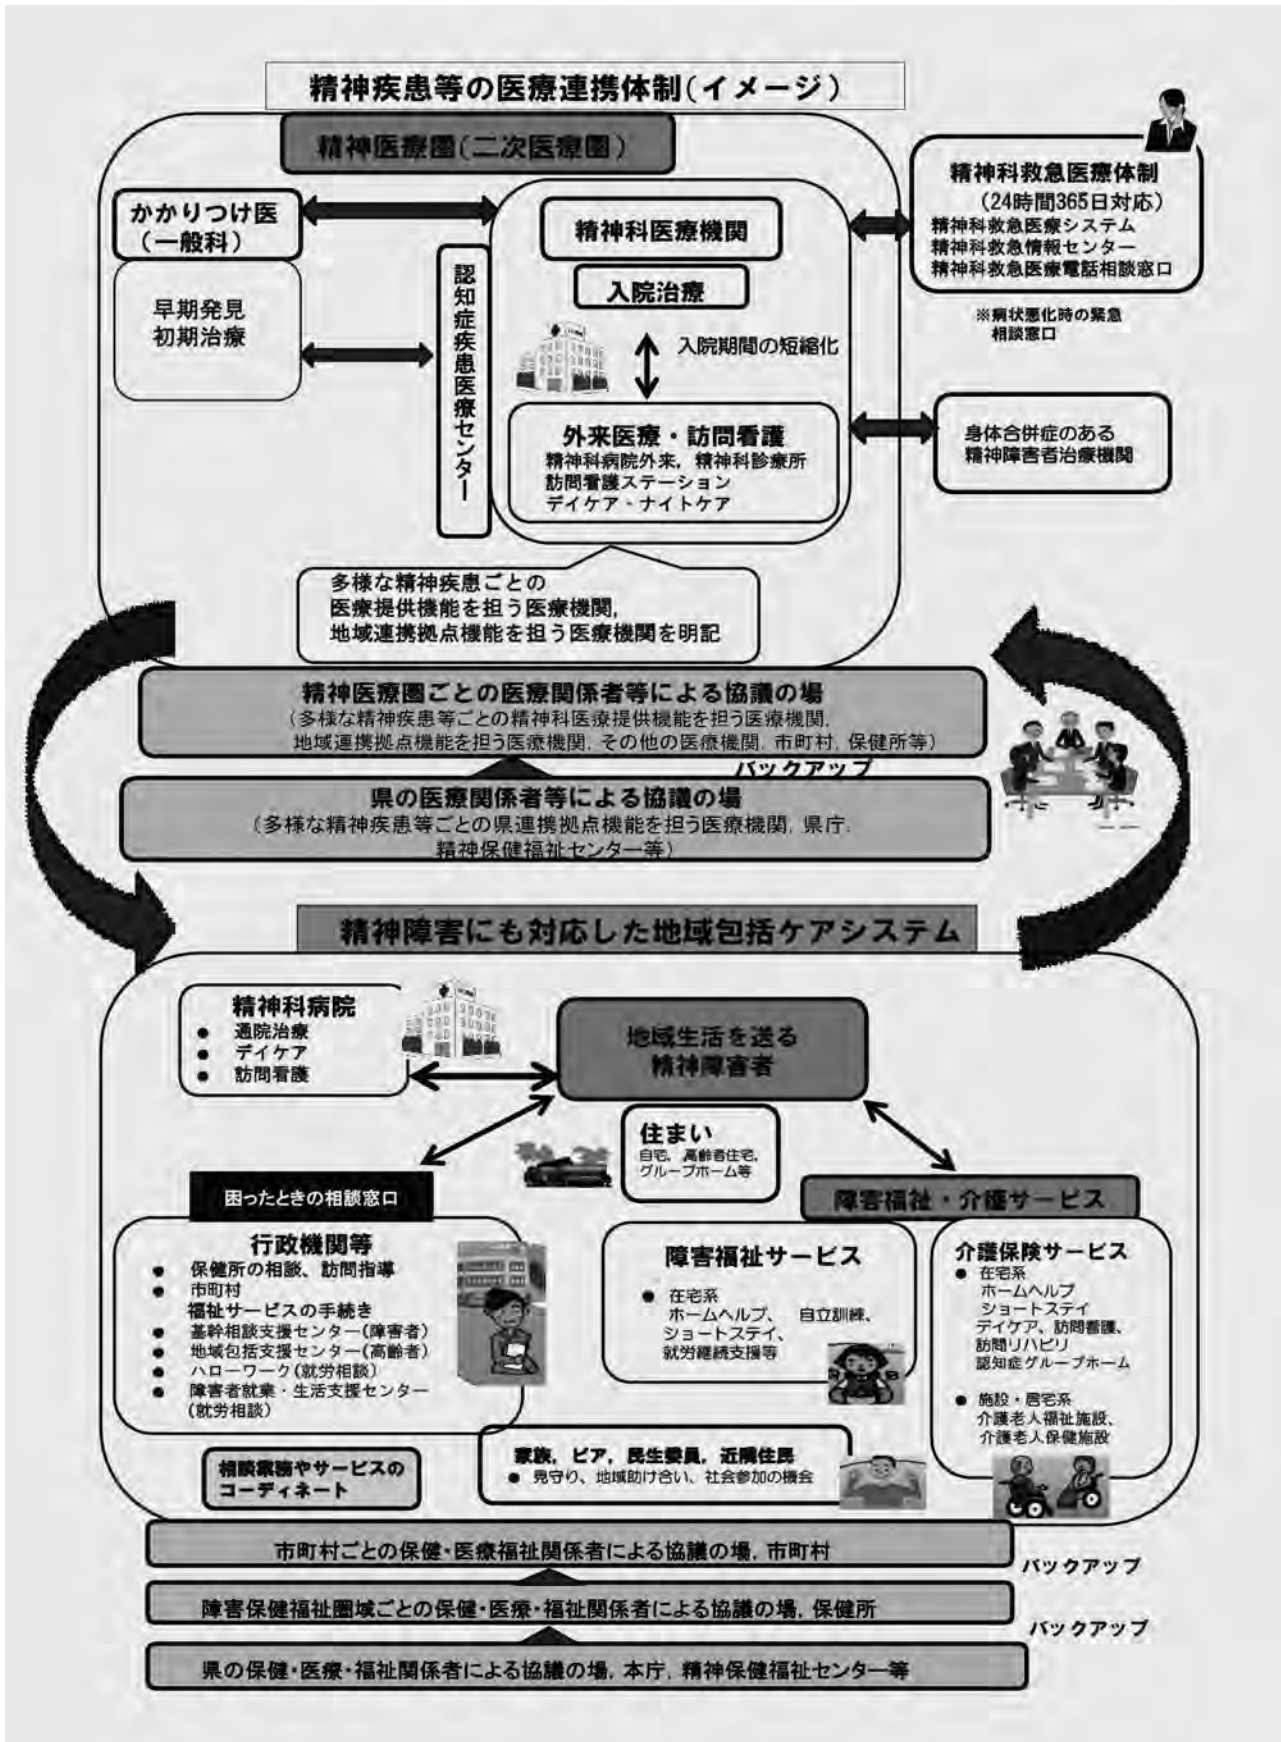 精神疾患等の医療連携体制(イメージ)
精神医療圏(二次医療圏)
かかりつけ医
(一般科)
早期発見
初期治療
認知症疾患医療センター
精神科医療機関
入院治療
入院期間の短縮化
外来医療・訪問看護
精神科病院外来，精神科診療所
訪問看護ステーション
デイケア・ナイトケア
精神科救急医療体制
(24時間365日対応)
精神科救急医療システム
精神科救急情報センター
精神科救急医療電話相談窓口
※病状悪化時の緊急
相談窓口
身体合併症のある
精神障害者治療機関
多様な精神疾患ごとの
医療提供機能を担う医療機関，
地域連携拠点機能を担う医療機関を明記
精神医療圏ごとの医療関係者等による協議の場
(多様な精神疾患等ごとの精神科医療提供機能を担う医療機関，
地域連携拠点機能を担う医療機関，その他の医療機関，市町村，保健所等)
バックアップ
県の医療関係者等による協議の場
(多様な精神疾患等ごとの県連携拠点機能を担う医療機関，県庁，
精神保健福祉センター等)
精神障害にも対応した地域包括ケアシステム
精神科病院
● 通院治療
● デイケア
● 訪問看護
地域生活を送る
精神障害者
住まい
自宅、高齢者住宅、
グループホーム等
困ったときの相談窓口
行政機関等
● 保健所の相談、訪問指導
● 市町村
福祉サービスの手続き
● 基幹相談支援センター(障害者)
● 地域包括支援センター(高齢者)
● ハローワーク(就労相談)
● 障害者就業・生活支援センター
(就労相談)
障害福祉・介護サービス
障害福祉サービス
● 在宅系
ホームヘルプ、 自立訓練、
ショートステイ、
就労継続支援等
介護保険サービス
● 在宅系
ホームヘルプ
ショートステイ
デイケア、訪問看護、
訪問リハビリ
認知症グループホーム
● 施設・居宅系
介護老人福祉施設、
介護老人保健施設
相談業務やサービスの
コーディネート
家族，ピア，民生委員，近隣住民
● 見守り、地域助け合い、社会参加の機会
市町村ごとの保健・医療福祉関係者による協議の場，市町村
バックアップ
障害保健福祉圏域ごとの保健・医療・福祉関係者による協議の場，保健所
バックアップ
県の保健・医療・福祉関係者による協議の場，本庁，精神保健福祉センター等